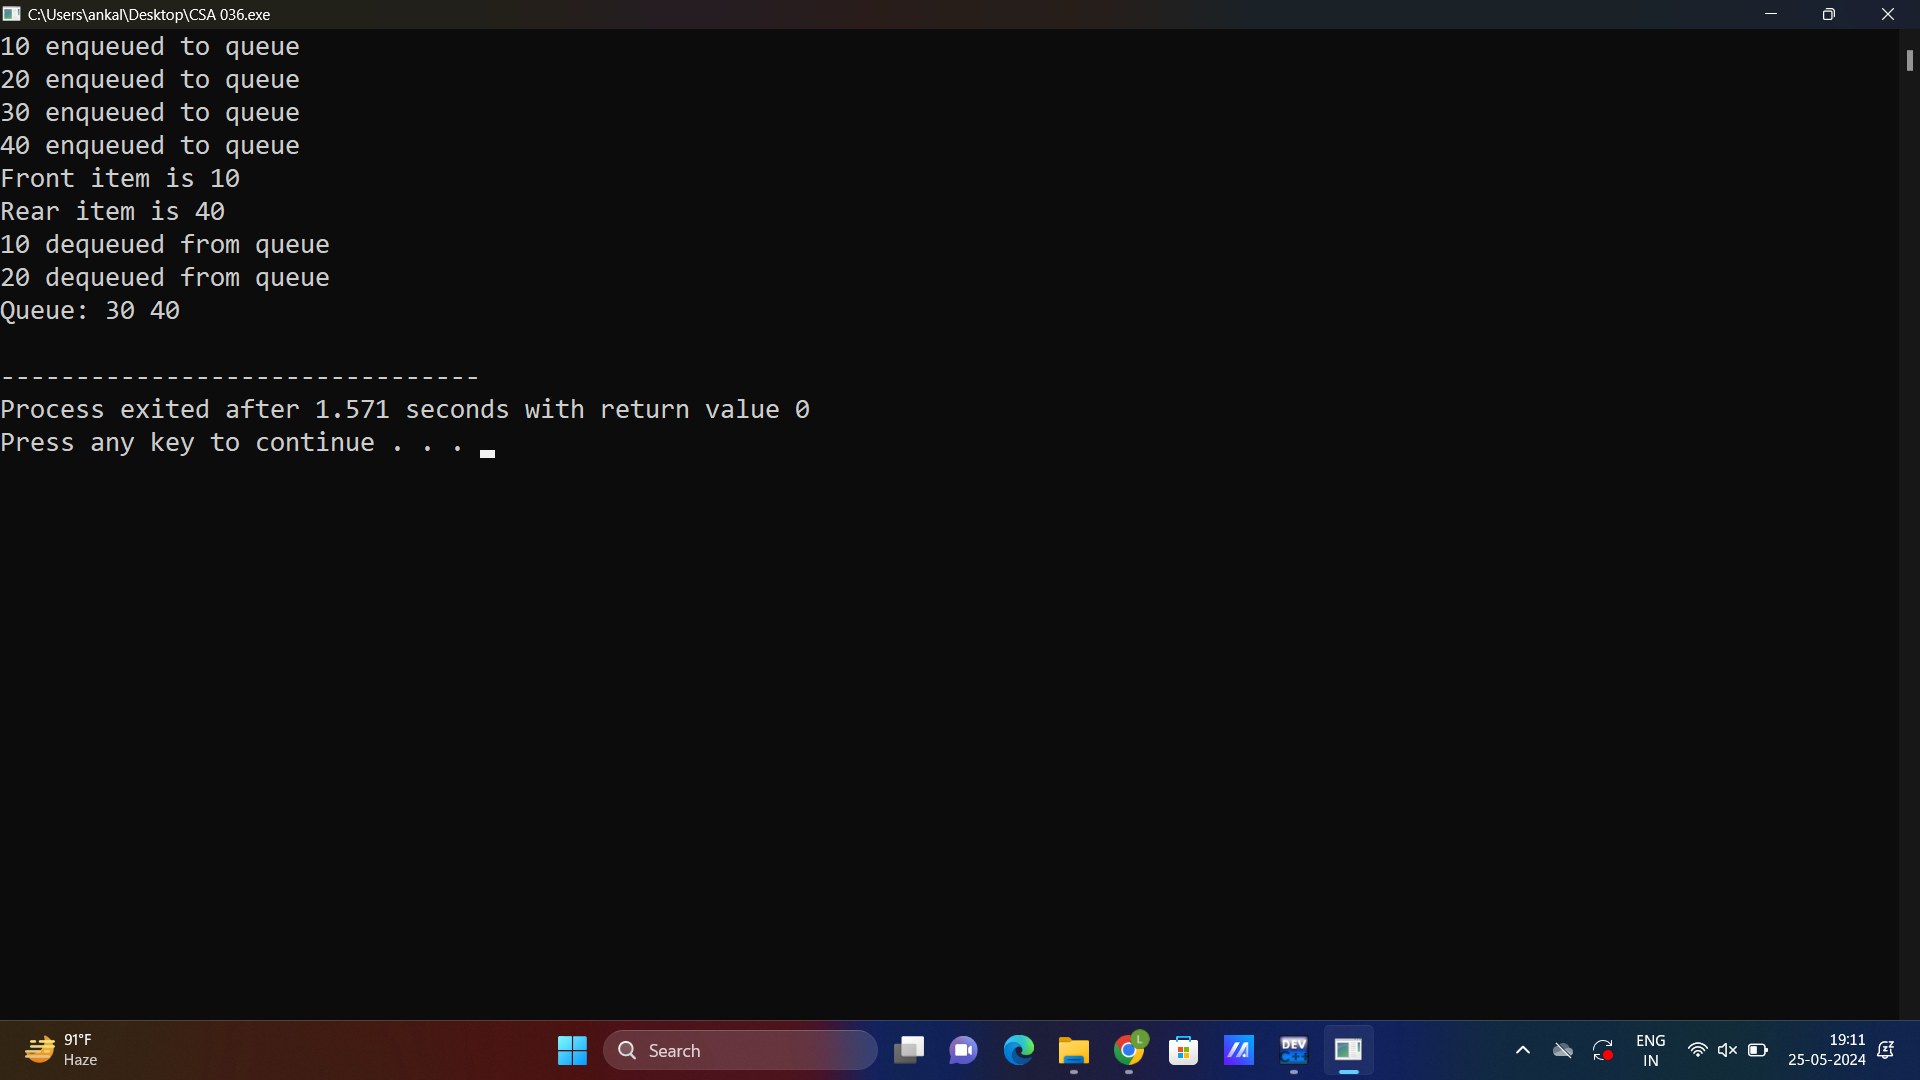 C:\Users\ankal\Desktop\CSA 036.exe
10 enqueued to queue
20 enqueued to queue
30 enqueued to queue
40 enqueued to queue
Front item is 10
Rear item is 40
10 dequeued from queue
20 dequeued from queue
Queue: 30 40
--------------------------------
Process exited after 1.571 seconds with return value 0
Press any key to continue . . .
91°F
Haze
Search
L
DEV
C++
ENG
IN
19:11
25-05-2024